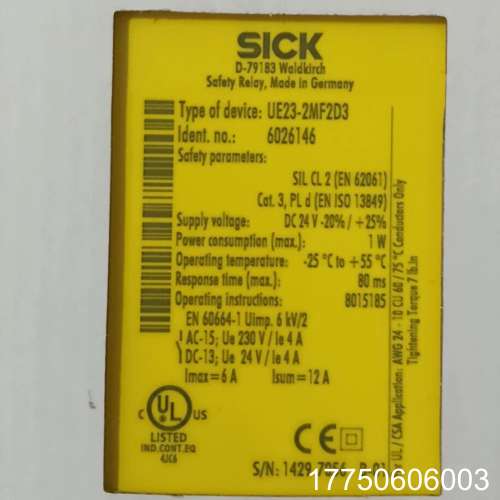 SICK
D-79183 Waldkirch
Safety Relay, Made in Germany
Type of device: UE23-2MF2D3
Ident. no.: 6026146
Safety parameters:
SIL CL 2 (EN 62061)
Cat. 3, PL d (EN ISO 13849)
Supply voltage: DC 24 V -20% / +25%
Power consumption (max.): 1 W
Operating temperature: -25 °C to +55 °C
Response time (max.): 80 ms
Operating instructions: 8015185
EN 60664-1 Uimp. 6 kV/2
AC-15; Ue 230 V / Ie 4 A
DC-13; Ue 24 V / Ie 4 A
Imax= 6 A Isum= 12 A
C UL US
LISTED
IND.CONT.EQ
4JC6
S/N: 1429
UL / CSA Application: AWG 24 - 10 CU 60 / 75 °C Conductors Only
Tightening Torque 7 lb.in
17750606003